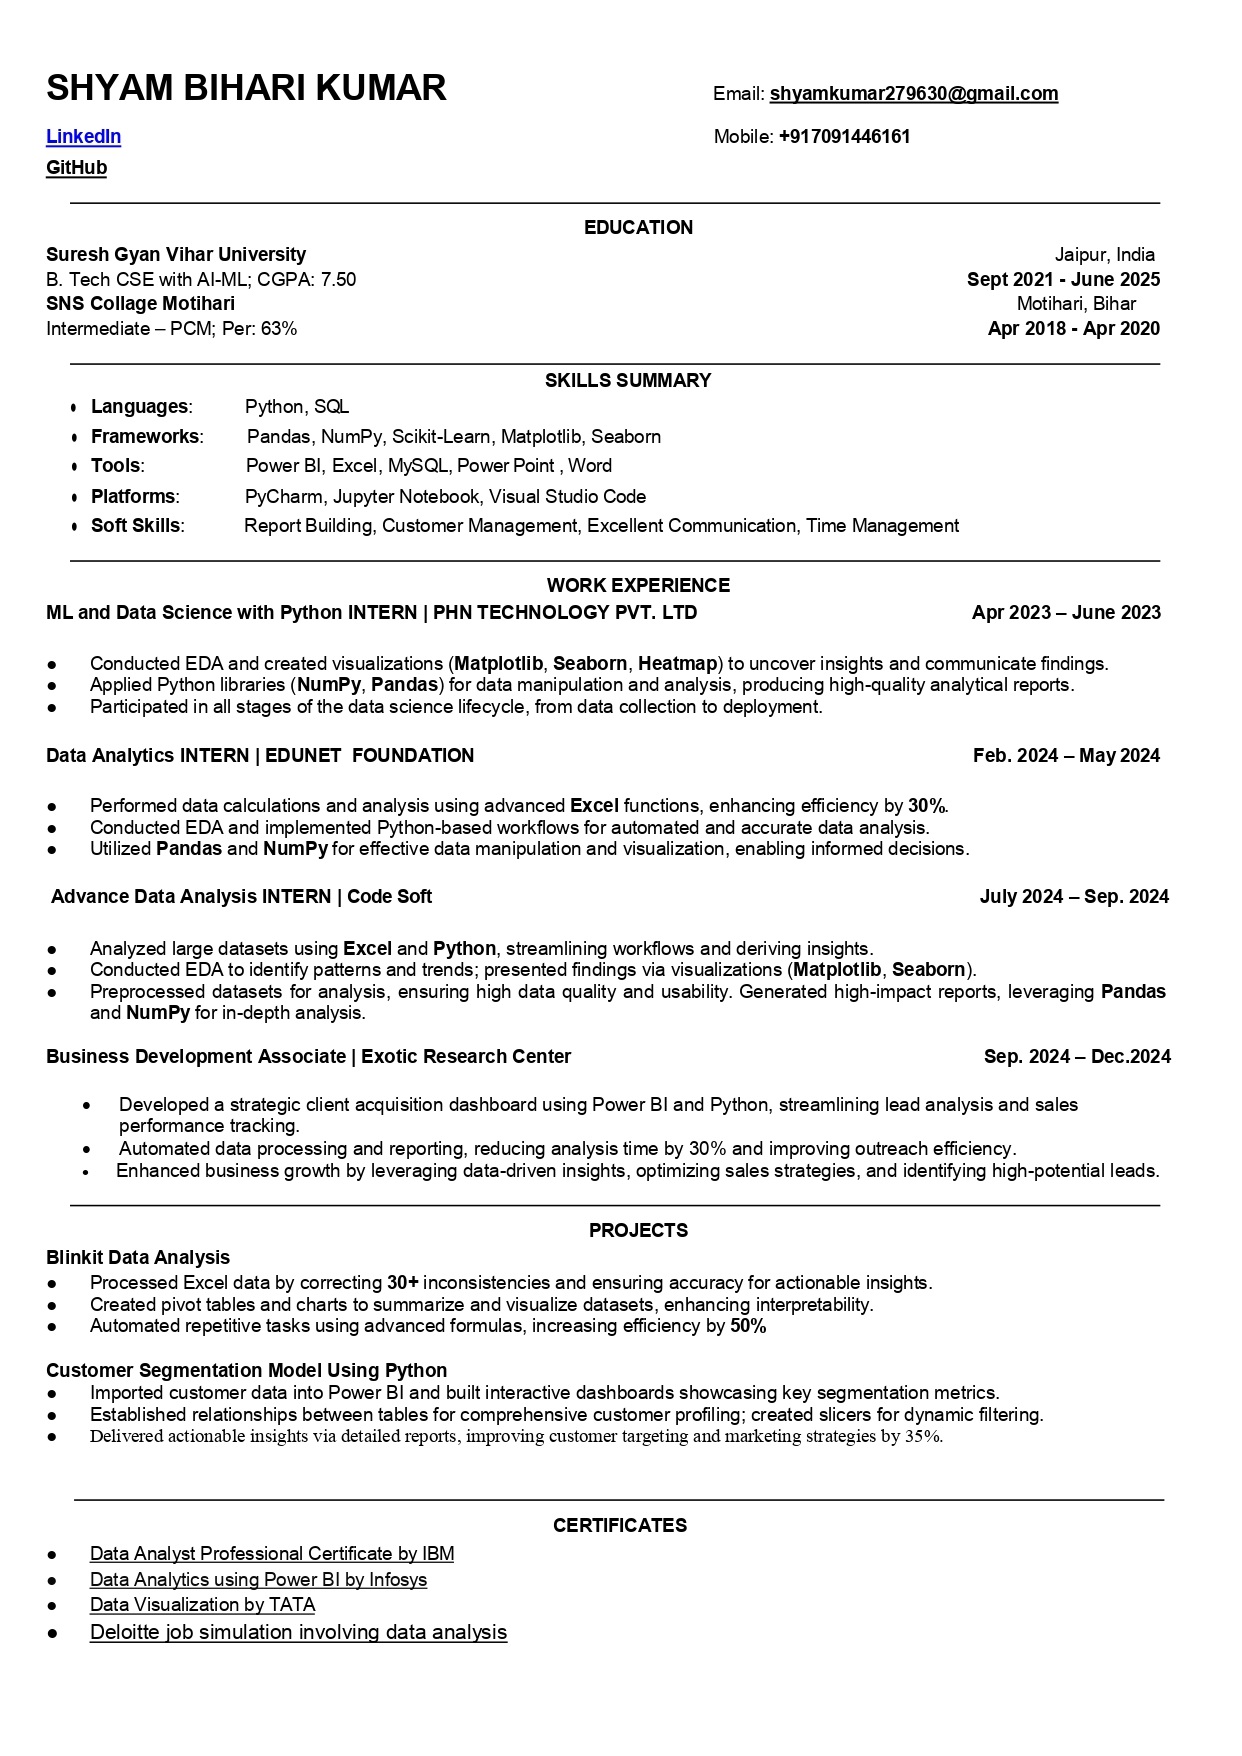 SHYAM BIHARI KUMAR Email: shyamkumar279630@gmail.com
LinkedIn Mobile: +917091446161
GitHub
EDUCATION
Suresh Gyan Vihar University Jaipur, India
B. Tech CSE with AI-ML; CGPA: 7.50 Sept 2021 - June 2025
SNS Collage Motihari Motihari, Bihar
Intermediate – PCM; Per: 63% Apr 2018 - Apr 2020
SKILLS SUMMARY
• Languages: Python, SQL
• Frameworks: Pandas, NumPy, Scikit-Learn, Matplotlib, Seaborn
• Tools: Power BI, Excel, MySQL, Power Point , Word
• Platforms: PyCharm, Jupyter Notebook, Visual Studio Code
• Soft Skills: Report Building, Customer Management, Excellent Communication, Time Management
WORK EXPERIENCE
ML and Data Science with Python INTERN | PHN TECHNOLOGY PVT. LTD Apr 2023 – June 2023
● Conducted EDA and created visualizations (Matplotlib, Seaborn, Heatmap) to uncover insights and communicate findings.
● Applied Python libraries (NumPy, Pandas) for data manipulation and analysis, producing high-quality analytical reports.
● Participated in all stages of the data science lifecycle, from data collection to deployment.
Data Analytics INTERN | EDUNET FOUNDATION Feb. 2024 – May 2024
● Performed data calculations and analysis using advanced Excel functions, enhancing efficiency by 30%.
● Conducted EDA and implemented Python-based workflows for automated and accurate data analysis.
● Utilized Pandas and NumPy for effective data manipulation and visualization, enabling informed decisions.
Advance Data Analysis INTERN | Code Soft July 2024 – Sep. 2024
● Analyzed large datasets using Excel and Python, streamlining workflows and deriving insights.
● Conducted EDA to identify patterns and trends; presented findings via visualizations (Matplotlib, Seaborn).
● Preprocessed datasets for analysis, ensuring high data quality and usability. Generated high-impact reports, leveraging Pandas
and NumPy for in-depth analysis.
Business Development Associate | Exotic Research Center Sep. 2024 – Dec.2024
• Developed a strategic client acquisition dashboard using Power BI and Python, streamlining lead analysis and sales
performance tracking.
• Automated data processing and reporting, reducing analysis time by 30% and improving outreach efficiency.
• Enhanced business growth by leveraging data-driven insights, optimizing sales strategies, and identifying high-potential leads.
PROJECTS
Blinkit Data Analysis
● Processed Excel data by correcting 30+ inconsistencies and ensuring accuracy for actionable insights.
● Created pivot tables and charts to summarize and visualize datasets, enhancing interpretability.
● Automated repetitive tasks using advanced formulas, increasing efficiency by 50%
Customer Segmentation Model Using Python
● Imported customer data into Power BI and built interactive dashboards showcasing key segmentation metrics.
● Established relationships between tables for comprehensive customer profiling; created slicers for dynamic filtering.
● Delivered actionable insights via detailed reports, improving customer targeting and marketing strategies by 35%.
CERTIFICATES
● Data Analyst Professional Certificate by IBM
● Data Analytics using Power BI by Infosys
● Data Visualization by TATA
● Deloitte job simulation involving data analysis